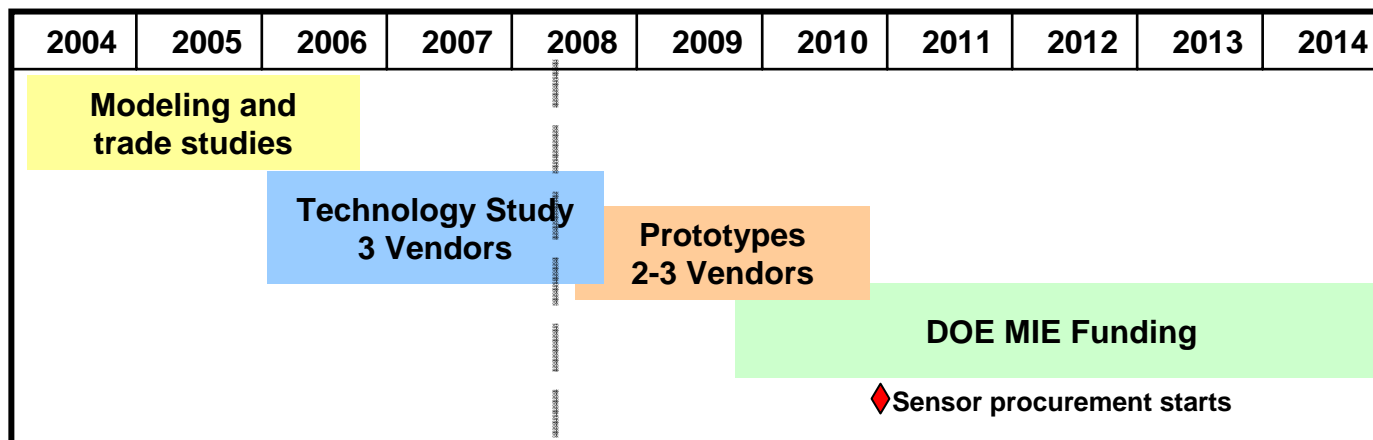 2004 2005 2006 2007 2008 2009 2010 2011 2012 2013 2014
Modeling and
trade studies
Technology Study
3 Vendors
Prototypes
2-3 Vendors
DOE MIE Funding
Sensor procurement starts